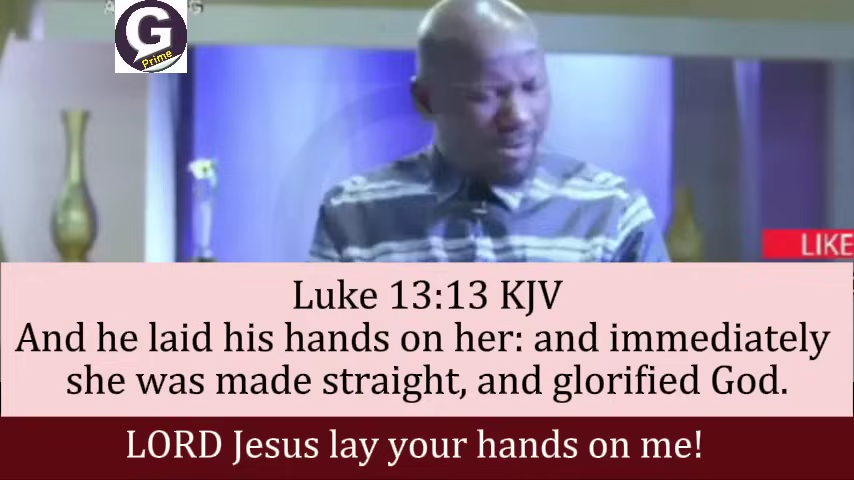 G
Prime
LIKE
Luke 13:13 KJV
And he laid his hands on her: and immediately
she was made straight, and glorified God.
LORD Jesus lay your hands on me!